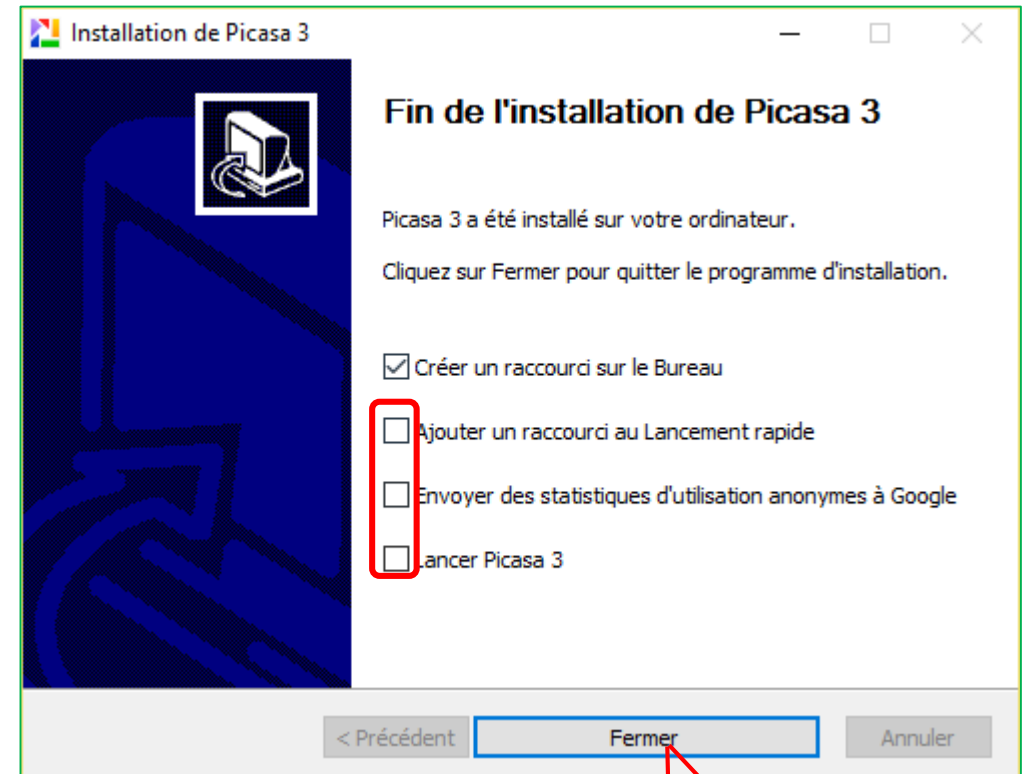 Installation de Picasa 3
Fin de l'installation de Picasa 3
Picasa 3 a été installé sur votre ordinateur.
Cliquez sur Fermer pour quitter le programme d'installation.
Créer un raccourci sur le Bureau
Ajouter un raccourci au Lancement rapide
Envoyer des statistiques d'utilisation anonymes à Google
Lancer Picasa 3
< Précédent Fermer Annuler